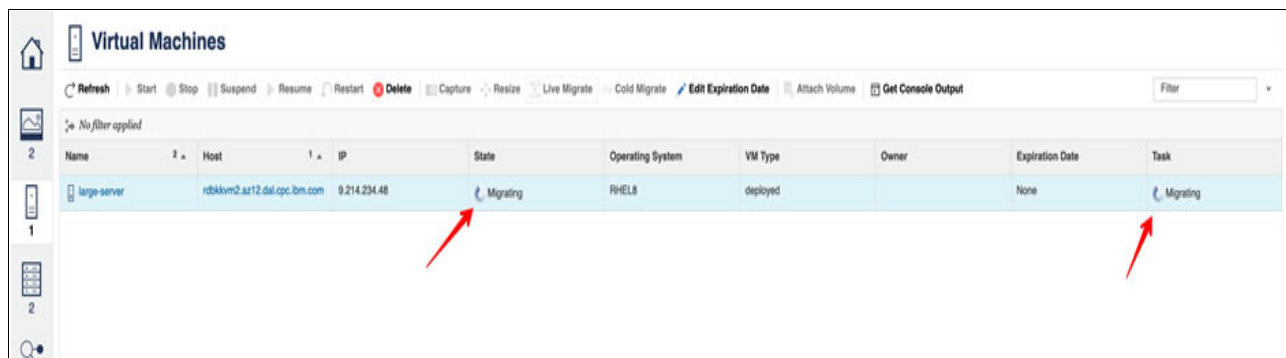 Virtual Machines
Refresh Start Stop Suspend Resume Restart Delete Capture Resize Live Migrate Cold Migrate Edit Expiration Date Attach Volume Get Console Output Filter
No filter applied
2
Name 2 Host 1 IP State Operating System VM Type Owner Expiration Date Task
large-server rdbkkvm2.az12.dal.cpc.ibm.com 9.214.234.48 Migrating RHEL8 deployed None Migrating
1
2